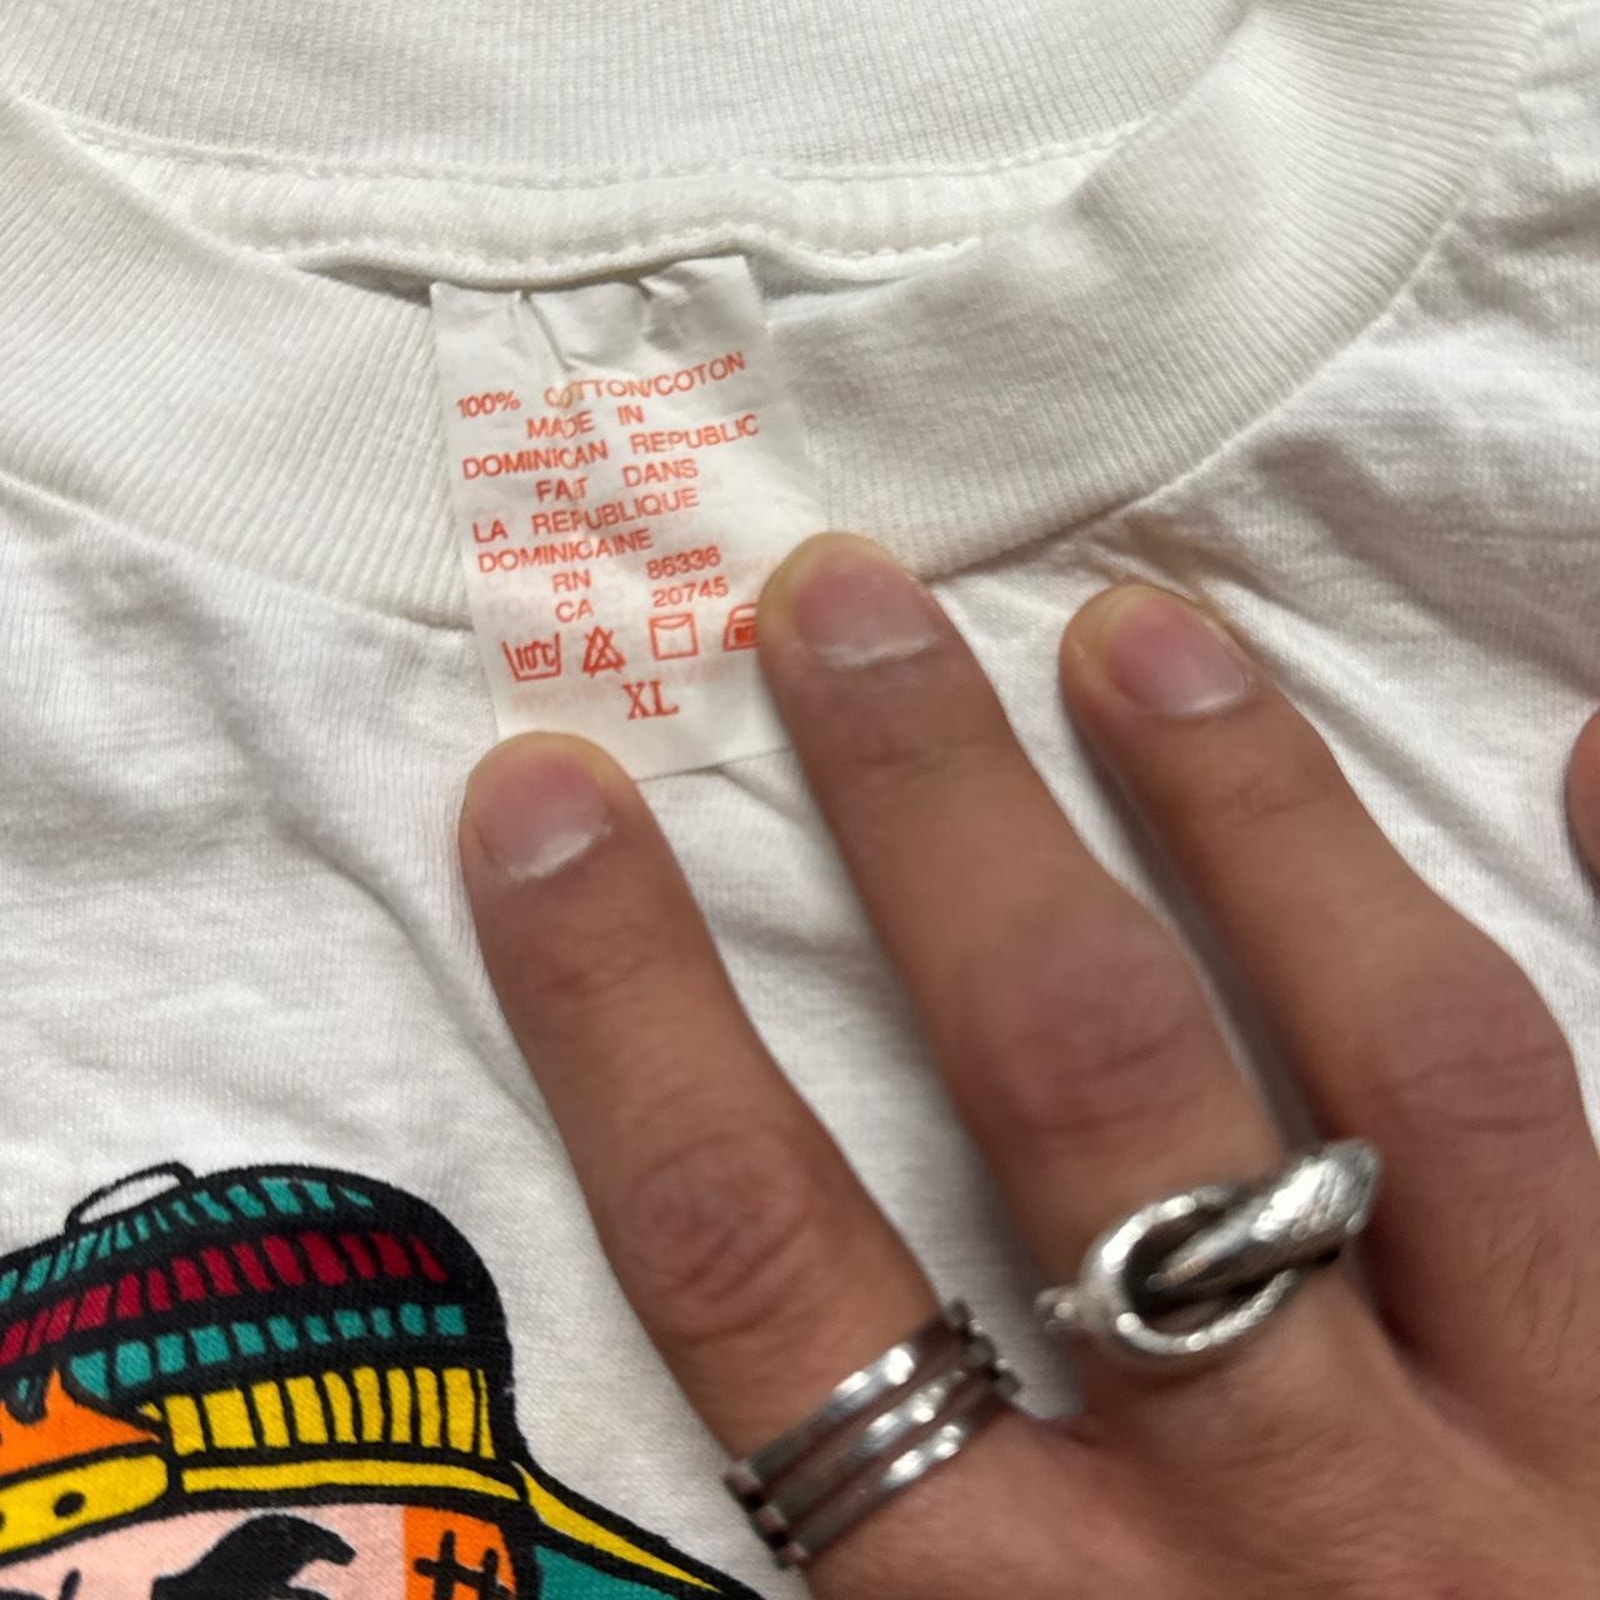 100% COTTON/COTON
MADE IN
DOMINICAN REPUBLIC
FAIT DANS
LA REPUBLIQUE
DOMINICAINE
RN 86336
CA 20745
XL